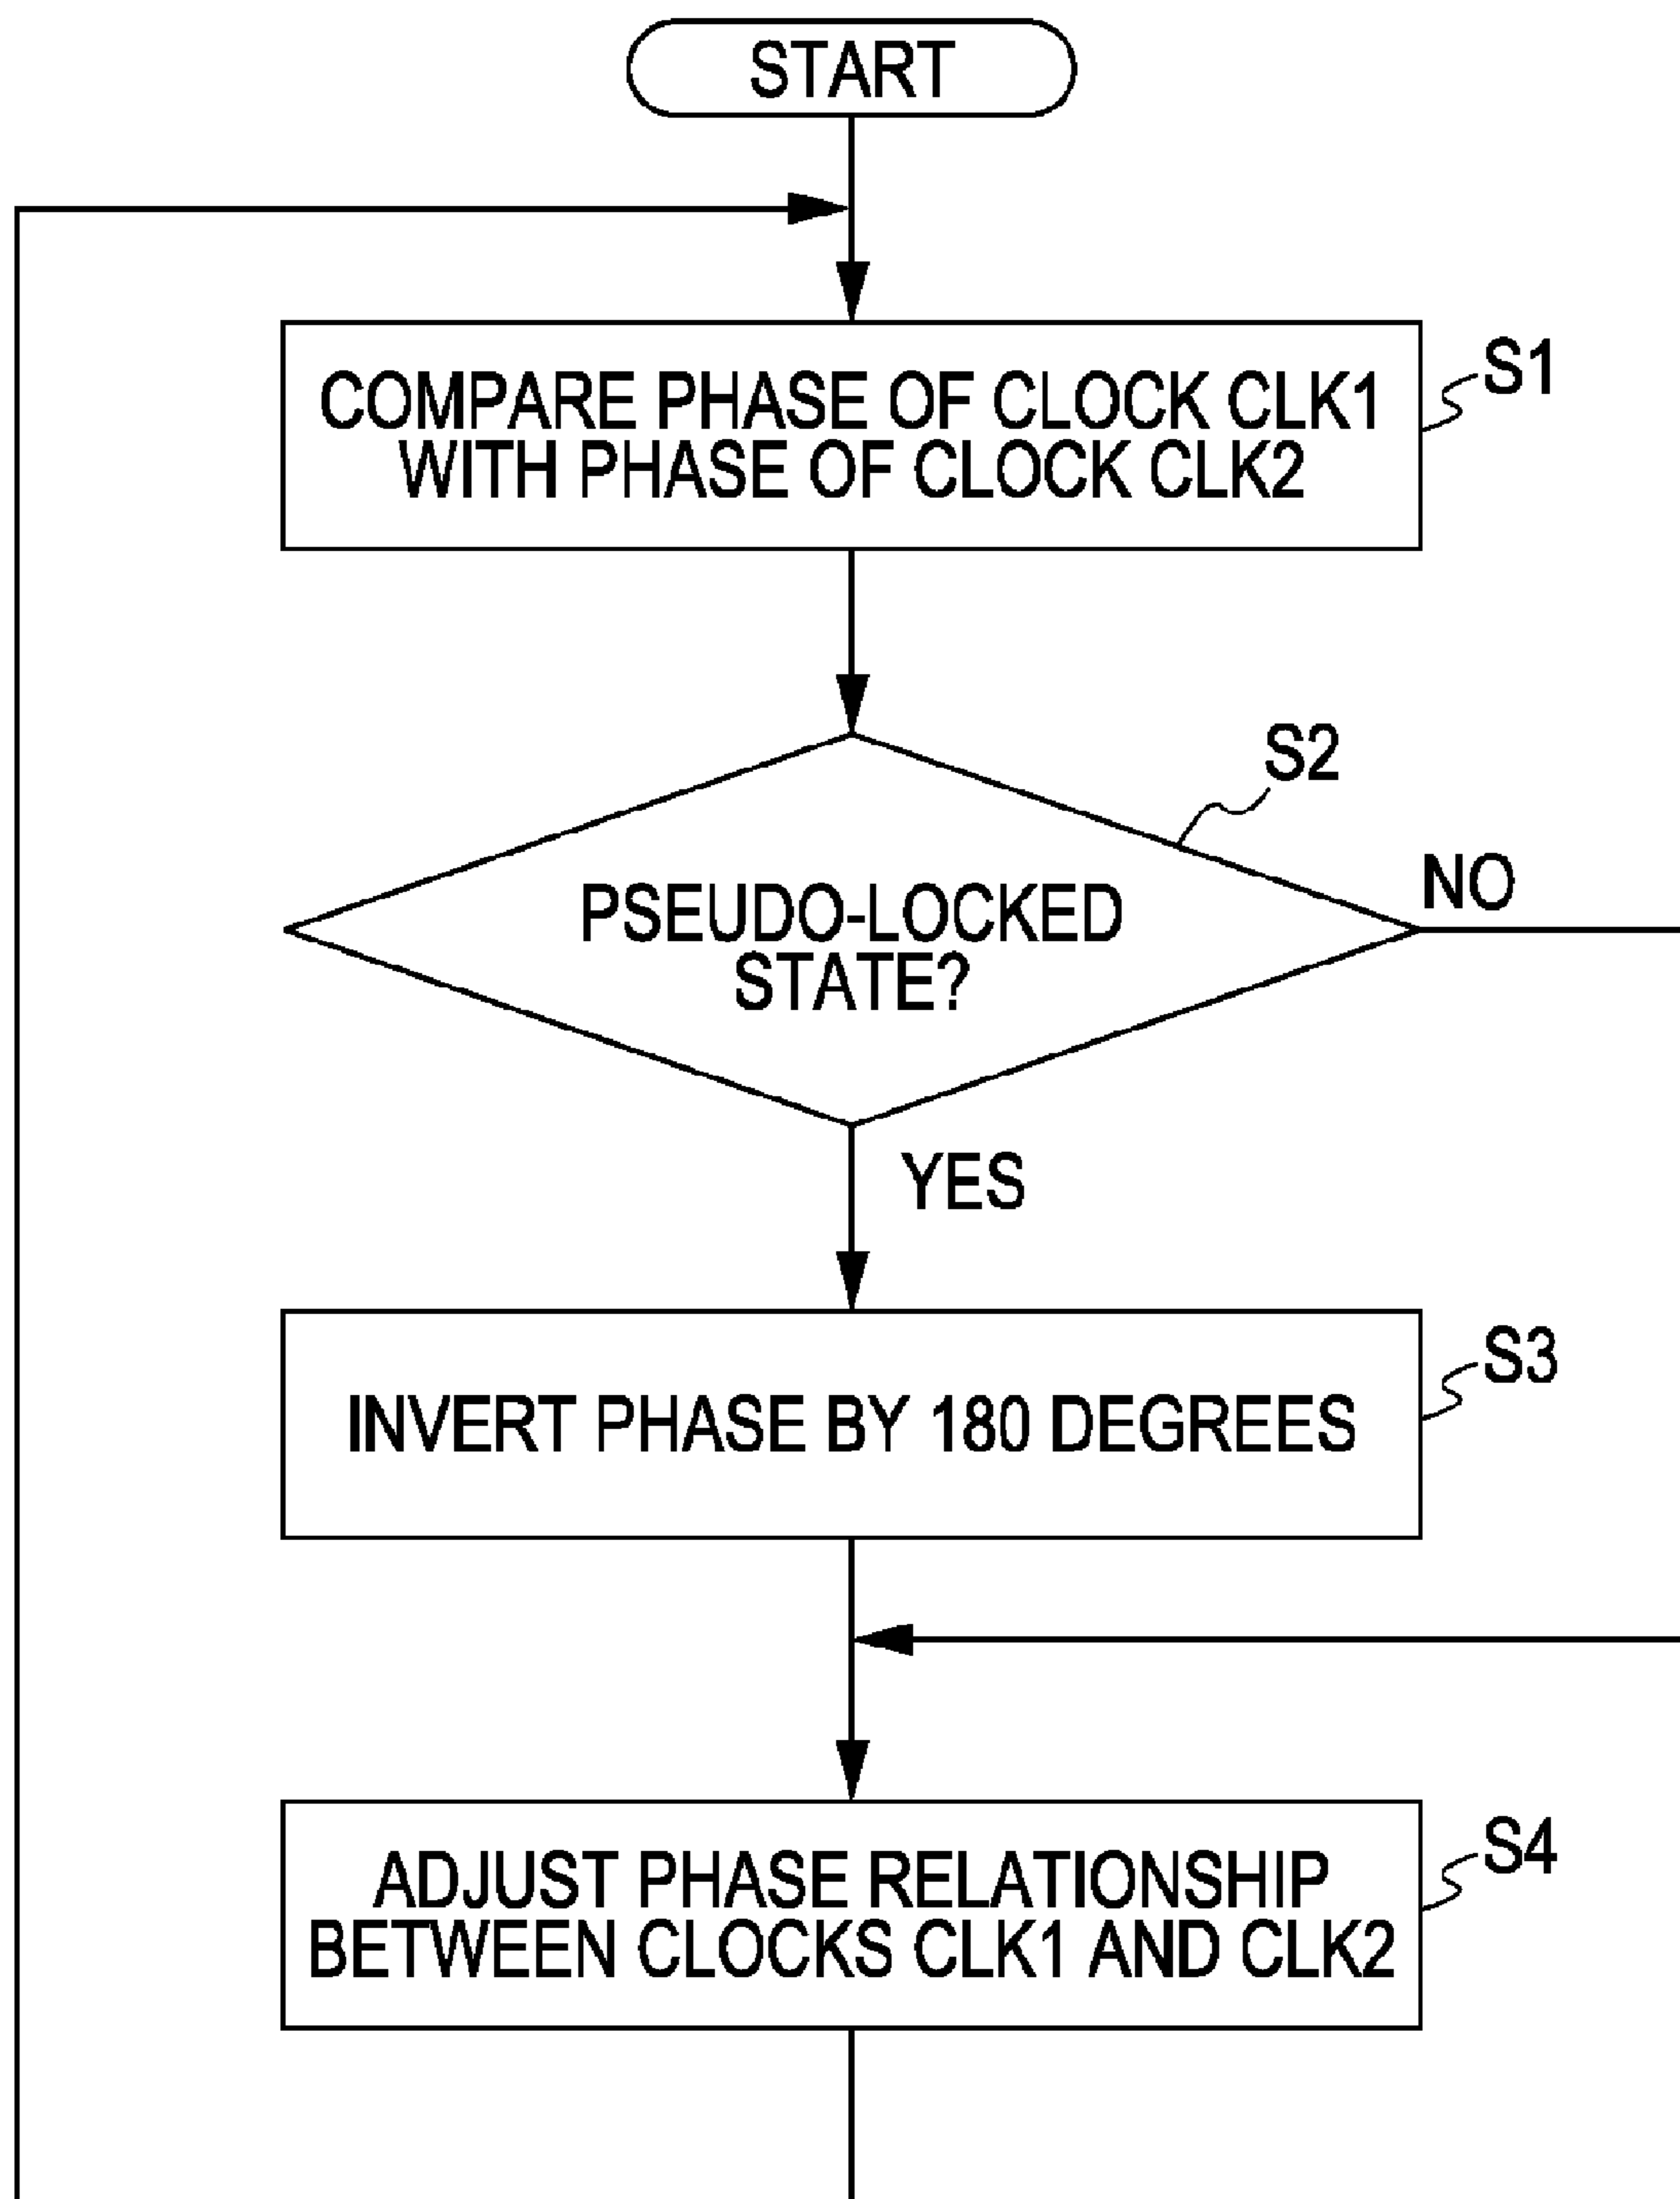 START
COMPARE PHASE OF CLOCK CLK1
WITH PHASE OF CLOCK CLK2
S1
S2
PSEUDO-LOCKED
STATE?
NO
YES
INVERT PHASE BY 180 DEGREES
S3
ADJUST PHASE RELATIONSHIP
BETWEEN CLOCKS CLK1 AND CLK2
S4